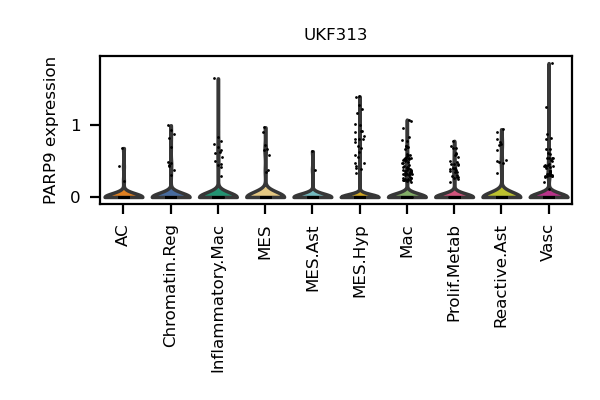 UKF313
PARP9 expression
1
0
AC
Chromatin.Reg
Inflammatory.Mac
MES
MES.Ast
MES.Hyp
Mac
Prolif.Metab
Reactive.Ast
Vasc